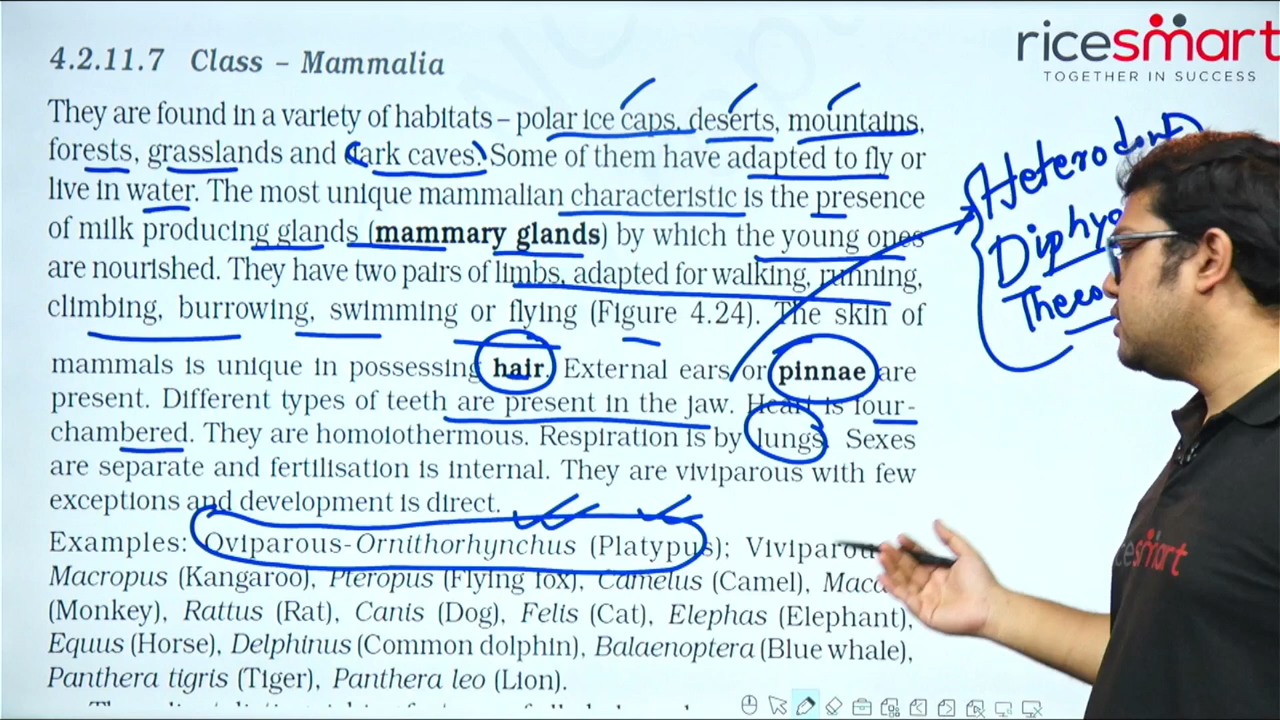 ricesmart
TOGETHER IN SUCCESS
4.2.11.7 Class – Mammalia
They are found in a variety of habitats – polar ice caps, deserts, mountains,
forests, grasslands and dark caves. Some of them have adapted to fly or
live in water. The most unique mammalian characteristic is the presence
of milk producing glands (mammary glands) by which the young ones
are nourished. They have two pairs of limbs, adapted for walking, running,
climbing, burrowing, swimming or flying (Figure 4.24). The skin of
mammals is unique in possessing hair. External ears or pinnae are
present. Different types of teeth are present in the jaw. Heart is four-
chambered. They are homoiothermous. Respiration is by lungs. Sexes
are separate and fertilisation is internal. They are viviparous with few
exceptions and development is direct.
Examples: Oviparous-Ornithorhynchus (Platypus); Viviparou
Macropus (Kangaroo), Pteropus (Flying fox), Camelus (Camel), Maca
(Monkey), Rattus (Rat), Canis (Dog), Felis (Cat), Elephas (Elephant),
Equus (Horse), Delphinus (Common dolphin), Balaenoptera (Blue whale),
Panthera tigris (Tiger), Panthera leo (Lion).
Heterodont
Diphyo
Theco
ricesmart